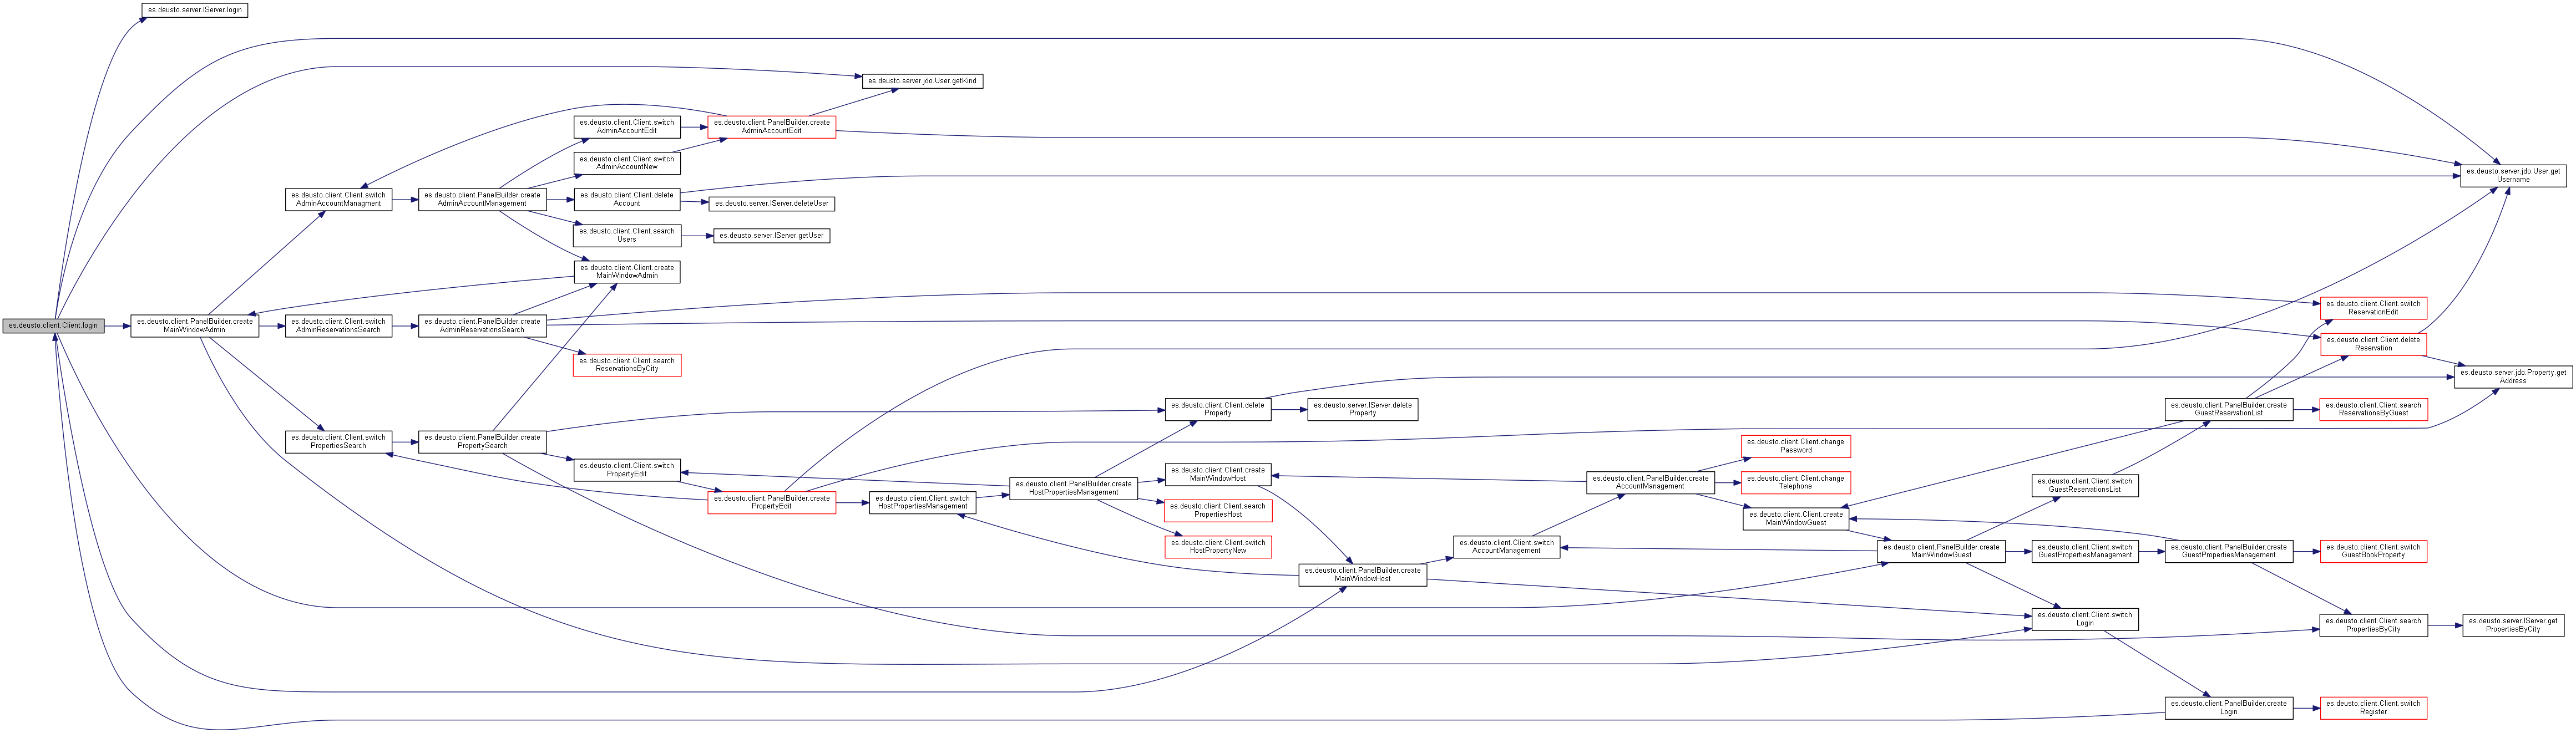 es.deusto.server.IServer.login
es.deusto.server.jdo.User.getKind
es.deusto.client.Client.switch
AdminAccountEdit
es.deusto.client.PanelBuilder.create
AdminAccountEdit
es.deusto.client.Client.switch
AdminAccountNew
es.deusto.server.jdo.User.get
Username
es.deusto.client.Client.switch
AdminAccountManagment
es.deusto.client.PanelBuilder.create
AdminAccountManagement
es.deusto.client.Client.delete
Account
es.deusto.server.IServer.deleteUser
es.deusto.client.Client.search
Users
es.deusto.server.IServer.getUser
es.deusto.client.Client.create
MainWindowAdmin
es.deusto.client.Client.login
es.deusto.client.PanelBuilder.create
MainWindowAdmin
es.deusto.client.Client.switch
AdminReservationsSearch
es.deusto.client.PanelBuilder.create
AdminReservationsSearch
es.deusto.client.Client.switch
ReservationEdit
es.deusto.client.Client.delete
Reservation
es.deusto.client.Client.search
ReservationsByCity
es.deusto.server.jdo.Property.get
Address
es.deusto.client.Client.switch
PropertiesSearch
es.deusto.client.PanelBuilder.create
PropertySearch
es.deusto.client.Client.delete
Property
es.deusto.server.IServer.delete
Property
es.deusto.client.PanelBuilder.create
GuestReservationList
es.deusto.client.Client.search
ReservationsByGuest
es.deusto.client.Client.switch
PropertyEdit
es.deusto.client.PanelBuilder.create
PropertyEdit
es.deusto.client.Client.switch
HostPropertiesManagement
es.deusto.client.PanelBuilder.create
HostPropertiesManagement
es.deusto.client.Client.create
MainWindowHost
es.deusto.client.Client.search
PropertiesHost
es.deusto.client.Client.switch
HostPropertyNew
es.deusto.client.PanelBuilder.create
MainWindowHost
es.deusto.client.Client.switch
AccountManagement
es.deusto.client.PanelBuilder.create
AccountManagement
es.deusto.client.Client.change
Password
es.deusto.client.Client.change
Telephone
es.deusto.client.Client.create
MainWindowGuest
es.deusto.client.PanelBuilder.create
MainWindowGuest
es.deusto.client.Client.switch
GuestReservationsList
es.deusto.client.Client.switch
GuestPropertiesManagement
es.deusto.client.PanelBuilder.create
GuestPropertiesManagement
es.deusto.client.Client.switch
GuestBookProperty
es.deusto.client.Client.switch
Login
es.deusto.client.Client.search
PropertiesByCity
es.deusto.server.IServer.get
PropertiesByCity
es.deusto.client.PanelBuilder.create
Login
es.deusto.client.Client.switch
Register